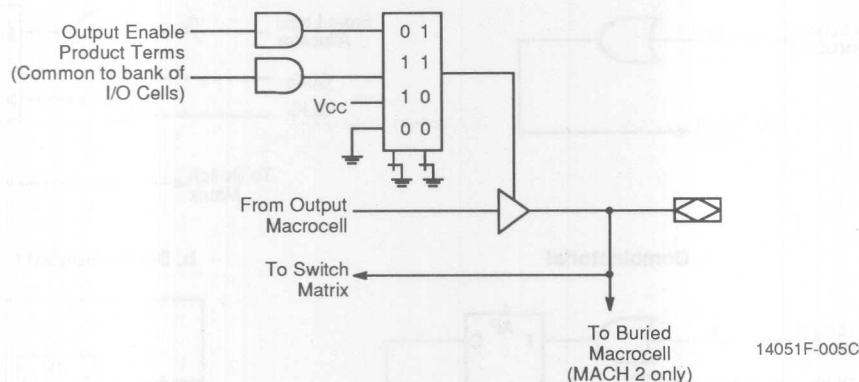 Output Enable
Product Terms
(Common to bank of
I/O Cells)
0 1
1 1
1 0
0 0
VCC
From Output
Macrocell
To Switch
Matrix
To Buried
Macrocell
(MACH 2 only)
14051F-005C